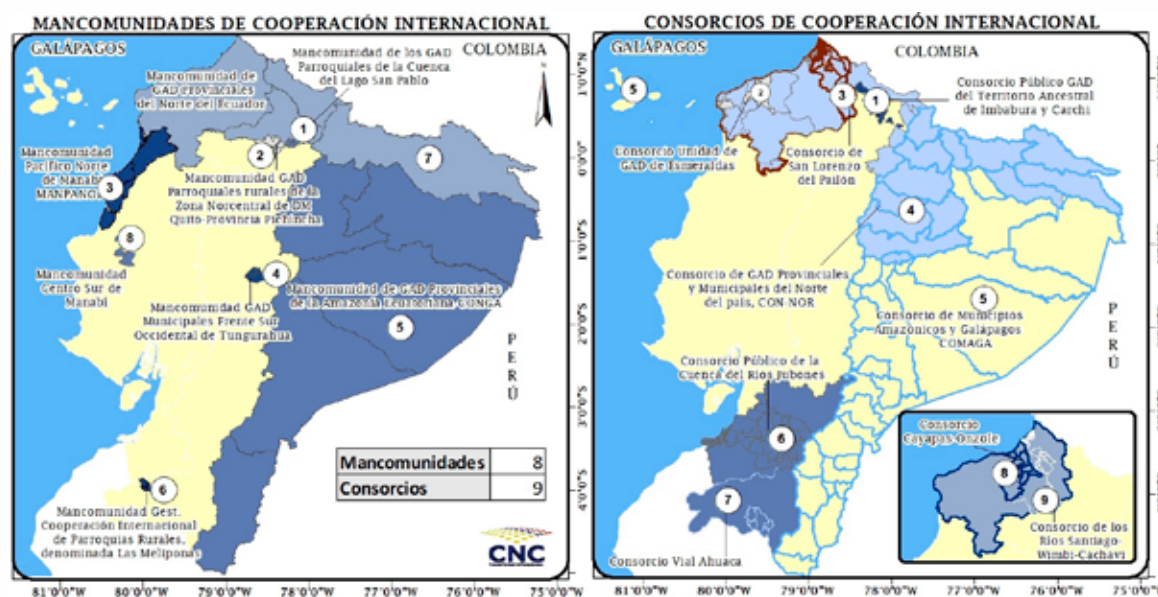 MANCOMUNIDADES DE COOPERACIÓN INTERNACIONAL
GALÁPAGOS
COLOMBIA
Mancomunidad de los GAD
Parroquiales de la Cuenca
del Lago San Pablo
Mancomunidad de
GAD Provinciales
del Norte del Ecuador
1
2
7
Mancomunidad
Pacífico Norte
de Manabí
3
Mancomunidad GAD
Parroquiales rurales de la
Zona Norcentral de DM
Quito-Provincia Pichincha
8
Mancomunidad
Centro Sur de
Manabí
4
Mancomunidad GAD
Municipales Frente Sur
Occidental de Tungurahua
Mancomunidad de GAD Provinciales
de la Amazonía Ecuatoriana, CONGA
5
PERÚ
Mancomunidades 8
Consorcios 9
6
Mancomunidad Gest.
Cooperación Internacional
de Parroquias Rurales,
denominada Las Meliponas
CNC
81°0'0"W 80°0'0"W 79°0'0"W 78°0'0"W 77°0'0"W 76°0'0"W 75°0'0"W
0°0'0"
1°0'0"S
2°0'0"S
3°0'0"S
4°0'0"S
CONSORCIOS DE COOPERACIÓN INTERNACIONAL
GALÁPAGOS
COLOMBIA
5
2
3
1
Consorcio Público GAD
del Territorio Ancestral
de Imbabura y Carchi
Consorcio Unidad de
GAD de Esmeraldas
Consorcio de
San Lorenzo
del Pailón
4
Consorcio de GAD Provinciales
y Municipales del Norte
del país, CON-NOR
5
Consorcio de Municipios
Amazónicos y Galápagos
COMAGA
PERÚ
Consorcio Público de la
Cuenca del Ríos Jubones
6
7
Consorcio Vial Ahuaca
Consorcio
Cayapas-Onzole
8
9
Consorcio de los
Ríos Santiago-
Wimbi-Cachavi
81°0'0"W 80°0'0"W 79°0'0"W 78°0'0"W 77°0'0"W 76°0'0"W 75°0'0"W